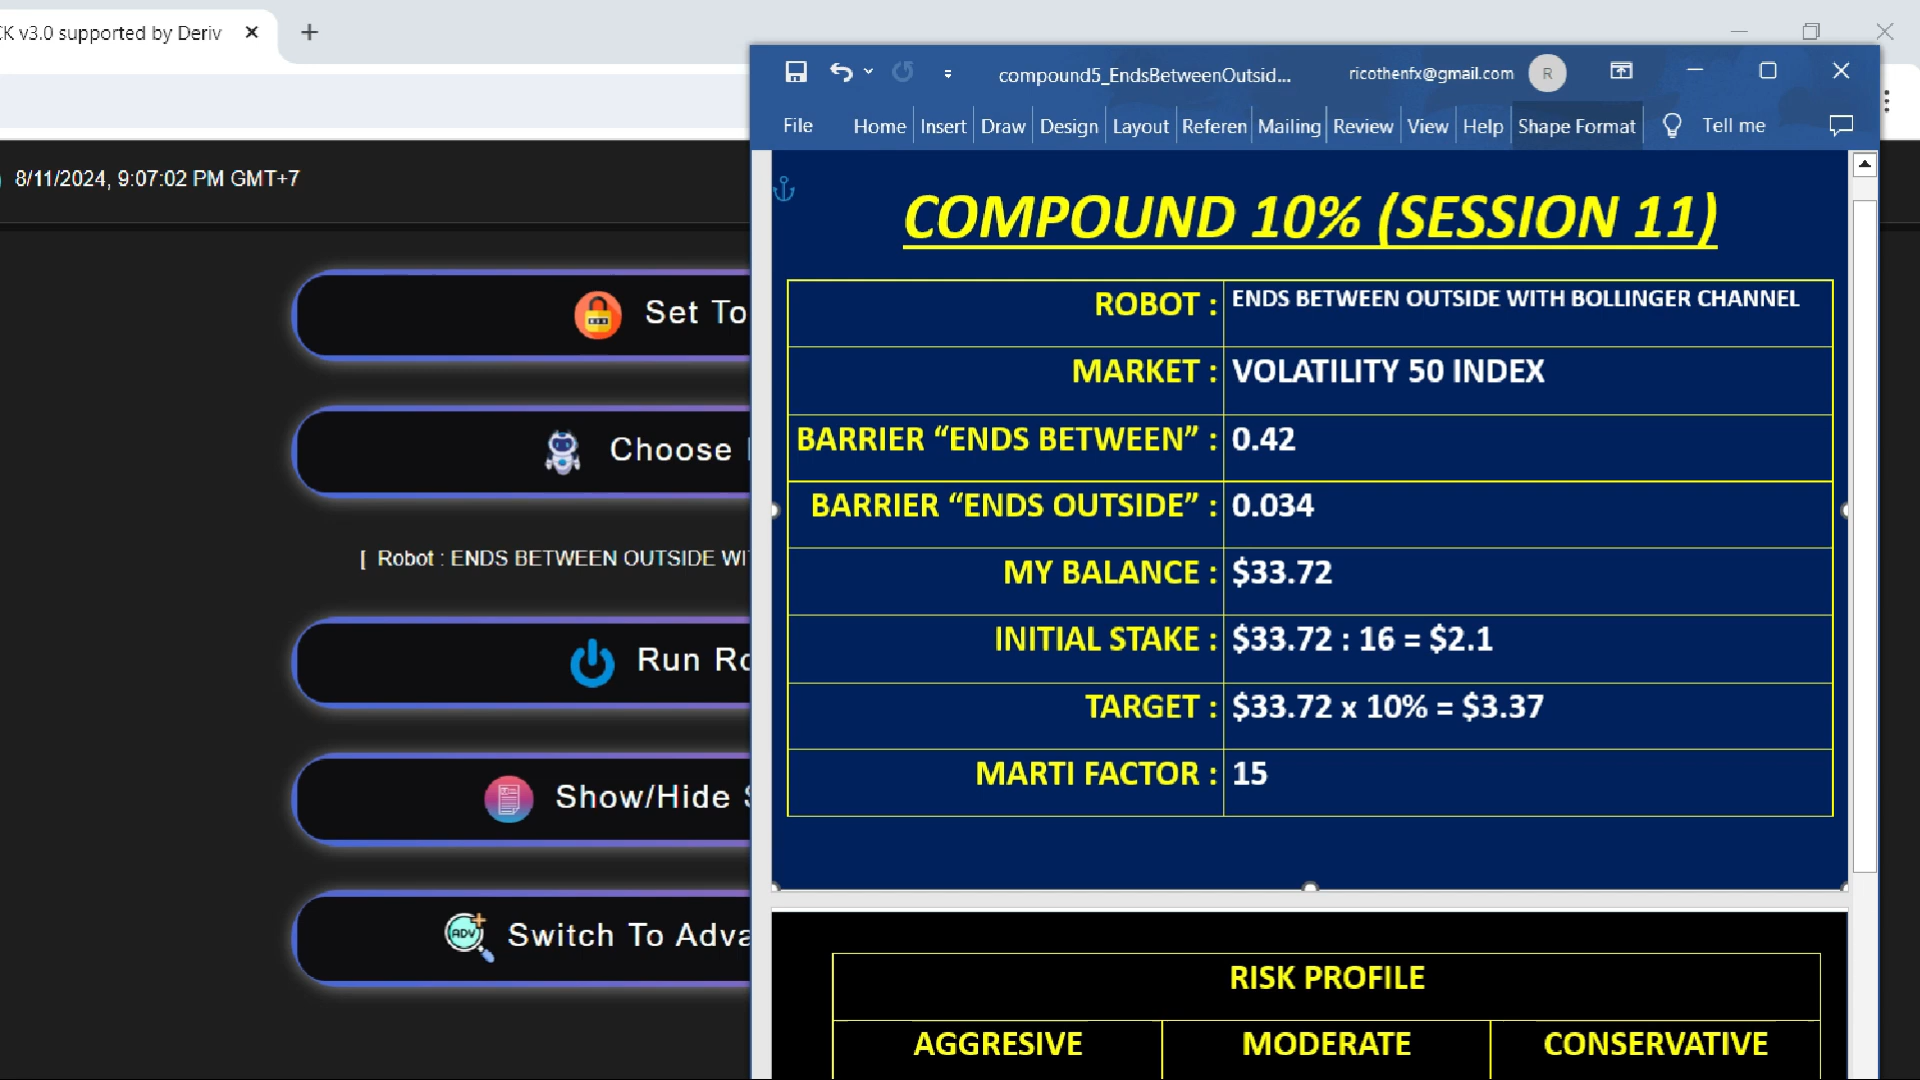 K v3.0 supported by Deriv
8/11/2024, 9:07:02 PM GMT+7
Set To
Choose
[ Robot : ENDS BETWEEN OUTSIDE WI
Run Ro
Show/Hide S
ADV
Switch To Adva
compound5_EndsBetweenOutsid...
ricothenfx@gmail.com
R
File
Home
Insert
Draw
Design
Layout
Referen
Mailing
Review
View
Help
Shape Format
Tell me
COMPOUND 10% (SESSION 11)
ROBOT : ENDS BETWEEN OUTSIDE WITH BOLLINGER CHANNEL
MARKET : VOLATILITY 50 INDEX
BARRIER “ENDS BETWEEN” : 0.42
BARRIER “ENDS OUTSIDE” : 0.034
MY BALANCE : $33.72
INITIAL STAKE : $33.72 : 16 = $2.1
TARGET : $33.72 x 10% = $3.37
MARTI FACTOR : 15
RISK PROFILE
AGGRESIVE
MODERATE
CONSERVATIVE